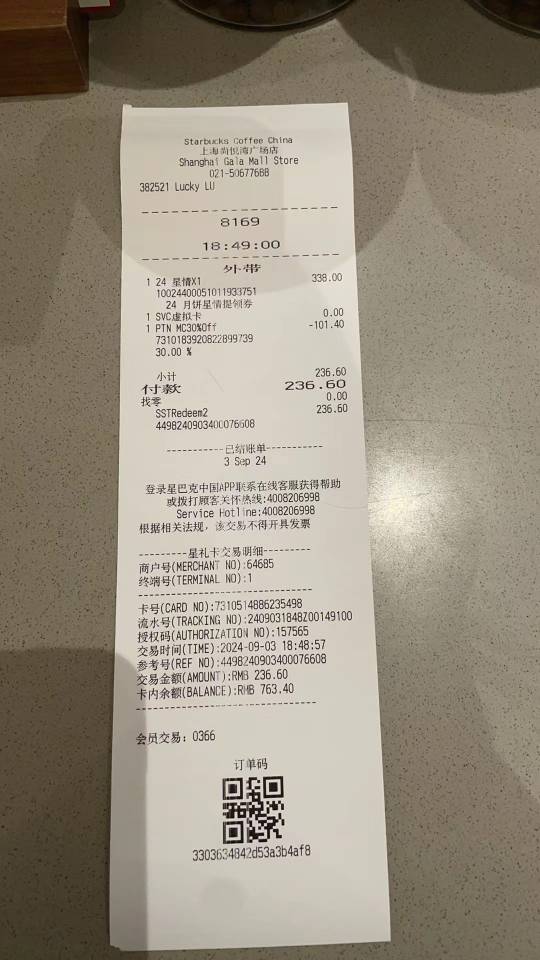 Starbucks Coffee China
上海尚悦湾广场店
Shanghai Gala Mall Store
021-50677688
382521 Lucky LU
8169
18:49:00
外带
1 24 星情X1 338.00
10024400051011933751
24 月饼星情提领券
1 SVC虚拟卡 0.00
1 PTN MC30%Off -101.40
7310183920822899739
30.00 %
小计 236.60
付款 236.60
找零 0.00
SSTRedeem2 236.60
4498240903400076608
-----------已结账单-----------
3 Sep 24
登录星巴克中国APP联系在线客服获得帮助
或拨打顾客关怀热线:4008206998
Service Hotline:4008206998
根据相关法规，该交易不得开具发票
---------星礼卡交易明细---------
商户号(MERCHANT NO):64685
终端号(TERMINAL NO):1
卡号(CARD NO):7310514886235498
流水号(TRACKING NO):2409031848Z00149100
授权码(AUTHORIZATION NO):157565
交易时间(TIME):2024-09-03 18:48:57
参考号(REF NO):4498240903400076608
交易金额(AMOUNT):RMB 236.60
卡内余额(BALANCE):RMB 763.40
会员交易：0366
订单码
3303634842d53a3b4af8